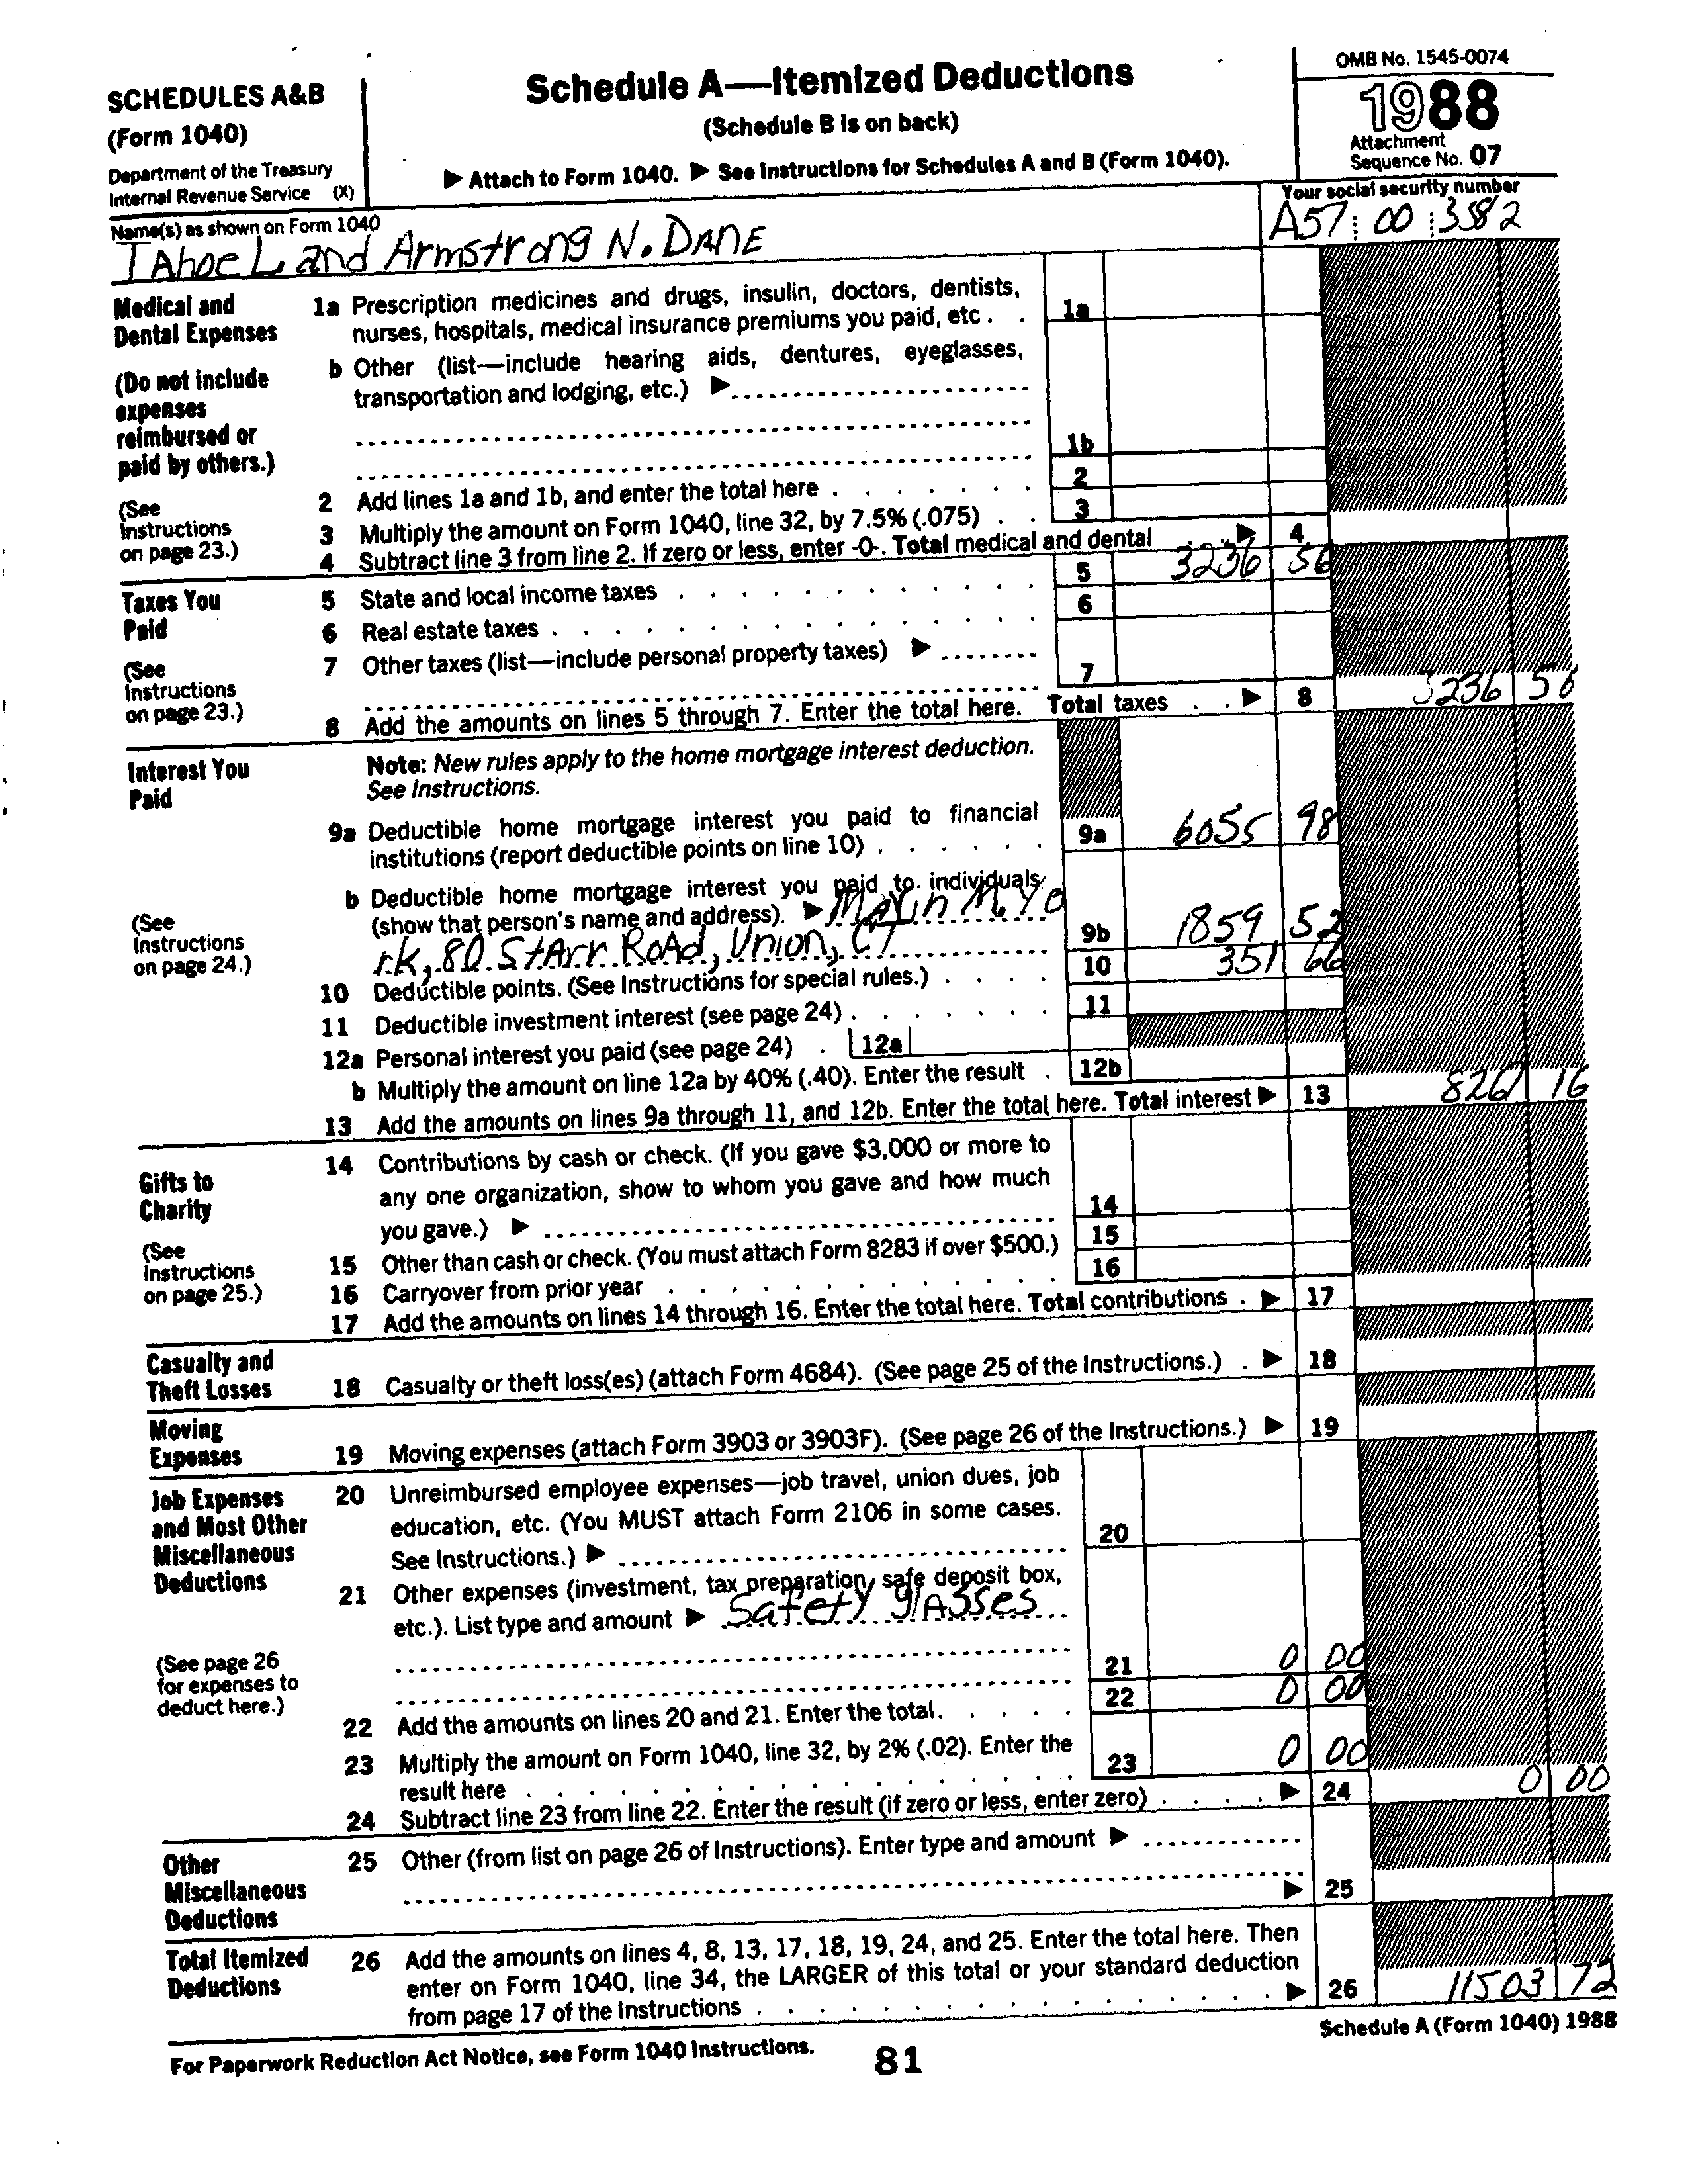 SCHEDULES A&B
(Form 1040)
Department of the Treasury
Internal Revenue Service (X)
Schedule A—Itemized Deductions
(Schedule B is on back)
▶ Attach to Form 1040. ▶ See Instructions for Schedules A and B (Form 1040).
OMB No. 1545-0074
1988
Attachment
Sequence No. 07
Name(s) as shown on Form 1040
Tahoe L and Armstrong N. Dane
Your social security number
A57 00 3582
Medical and
Dental Expenses
(Do not include
expenses
reimbursed or
paid by others.)
(See
Instructions
on page 23.)
1a Prescription medicines and drugs, insulin, doctors, dentists,
nurses, hospitals, medical insurance premiums you paid, etc . . 1a
b Other (list—include hearing aids, dentures, eyeglasses,
transportation and lodging, etc.) ▶
1b
2 Add lines 1a and 1b, and enter the total here . . . . . . . 2
3 Multiply the amount on Form 1040, line 32, by 7.5% (.075) . . 3
4 Subtract line 3 from line 2. If zero or less, enter -0-. Total medical and dental . . ▶ 4
Taxes You
Paid
(See
Instructions
on page 23.)
5 State and local income taxes . . . . . . . . . . . 5 3236 56
6 Real estate taxes . . . . . . . . . . . . . . 6
7 Other taxes (list—include personal property taxes) ▶
7
8 Add the amounts on lines 5 through 7. Enter the total here. Total taxes . . ▶ 8 3236 56
Interest You
Paid
(See
Instructions
on page 24.)
Note: New rules apply to the home mortgage interest deduction.
See Instructions.
9a Deductible home mortgage interest you paid to financial
institutions (report deductible points on line 10) . . . . . . 9a 6055 98
b Deductible home mortgage interest you paid to individuals
(show that person's name and address). ▶ Mayin M. Yo
rk, 80 Starr Road, Union, CT 9b 1859 52
10 Deductible points. (See Instructions for special rules.) . . . . 10 351 66
11 Deductible investment interest (see page 24) . . . . . . . 11
12a Personal interest you paid (see page 24) . 12a
b Multiply the amount on line 12a by 40% (.40). Enter the result . 12b
13 Add the amounts on lines 9a through 11, and 12b. Enter the total here. Total interest ▶ 13 8267 16
Gifts to
Charity
(See
Instructions
on page 25.)
14 Contributions by cash or check. (If you gave $3,000 or more to
any one organization, show to whom you gave and how much
you gave.) ▶ 14
15 Other than cash or check. (You must attach Form 8283 if over $500.) 15
16 Carryover from prior year . . . . . . . . . . . . 16
17 Add the amounts on lines 14 through 16. Enter the total here. Total contributions . ▶ 17
Casualty and
Theft Losses
18 Casualty or theft loss(es) (attach Form 4684). (See page 25 of the Instructions.) . ▶ 18
Moving
Expenses
19 Moving expenses (attach Form 3903 or 3903F). (See page 26 of the Instructions.) ▶ 19
Job Expenses
and Most Other
Miscellaneous
Deductions
(See page 26
for expenses to
deduct here.)
20 Unreimbursed employee expenses—job travel, union dues, job
education, etc. (You MUST attach Form 2106 in some cases.
See Instructions.) ▶ 20
21 Other expenses (investment, tax preparation, safe deposit box,
etc.). List type and amount ▶ Safety glasses
21 0 00
22 Add the amounts on lines 20 and 21. Enter the total. . . . . 22 0 00
23 Multiply the amount on Form 1040, line 32, by 2% (.02). Enter the
result here . . . . . . . . . . . . . . . . 23 0 00
24 Subtract line 23 from line 22. Enter the result (if zero or less, enter zero) . . . . ▶ 24 0 00
Other
Miscellaneous
Deductions
25 Other (from list on page 26 of Instructions). Enter type and amount ▶
▶ 25
Total Itemized
Deductions
26 Add the amounts on lines 4, 8, 13, 17, 18, 19, 24, and 25. Enter the total here. Then
enter on Form 1040, line 34, the LARGER of this total or your standard deduction
from page 17 of the Instructions . . . . . . . . . . . . . . . ▶ 26 11503 72
For Paperwork Reduction Act Notice, see Form 1040 Instructions.
81
Schedule A (Form 1040) 1988